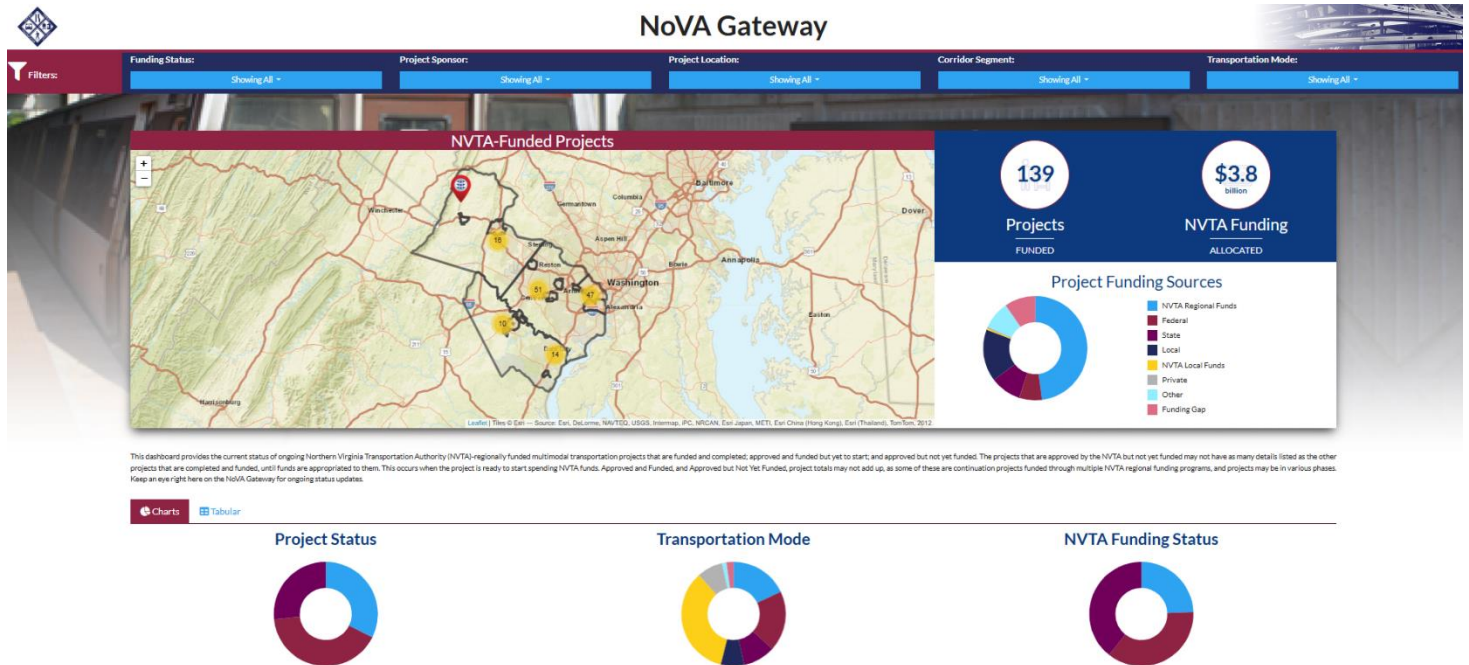 NoVA Gateway
Filters:
Funding Status:
Showing All
Project Sponsor:
Showing All
Project Location:
Showing All
Corridor Segment:
Showing All
Transportation Mode:
Showing All
NVTA-Funded Projects
+
−
Baltimore
Columbia
Germantown
Winchester
Dover
Aspen Hill
Sterling
Reston
Bowie
Annapolis
Washington
Alexandria
Easton
Harrisonburg
18
51
47
10
14
Leaflet | Tiles © Esri — Source: Esri, DeLorme, NAVTEQ, USGS, Intermap, iPC, NRCAN, Esri Japan, METI, Esri China (Hong Kong), Esri (Thailand), TomTom, 2012
139
Projects
FUNDED
$3.8
billion
NVTA Funding
ALLOCATED
Project Funding Sources
NVTA Regional Funds
Federal
State
Local
NVTA Local Funds
Private
Other
Funding Gap
This dashboard provides the current status of ongoing Northern Virginia Transportation Authority (NVTA)-regionally funded multimodal transportation projects that are funded and completed; approved and funded but yet to start; and approved but not yet funded. The projects that are approved by the NVTA but not yet funded may not have as many details listed as the other
projects that are completed and funded, until funds are appropriated to them. This occurs when the project is ready to start spending NVTA funds. Approved and Funded, and Approved but Not Yet Funded, project totals may not add up, as some of these are continuation projects funded through multiple NVTA regional funding programs, and projects may be in various phases.
Keep an eye right here on the NoVA Gateway for ongoing status updates.
Charts
Tabular
Project Status
Transportation Mode
NVTA Funding Status